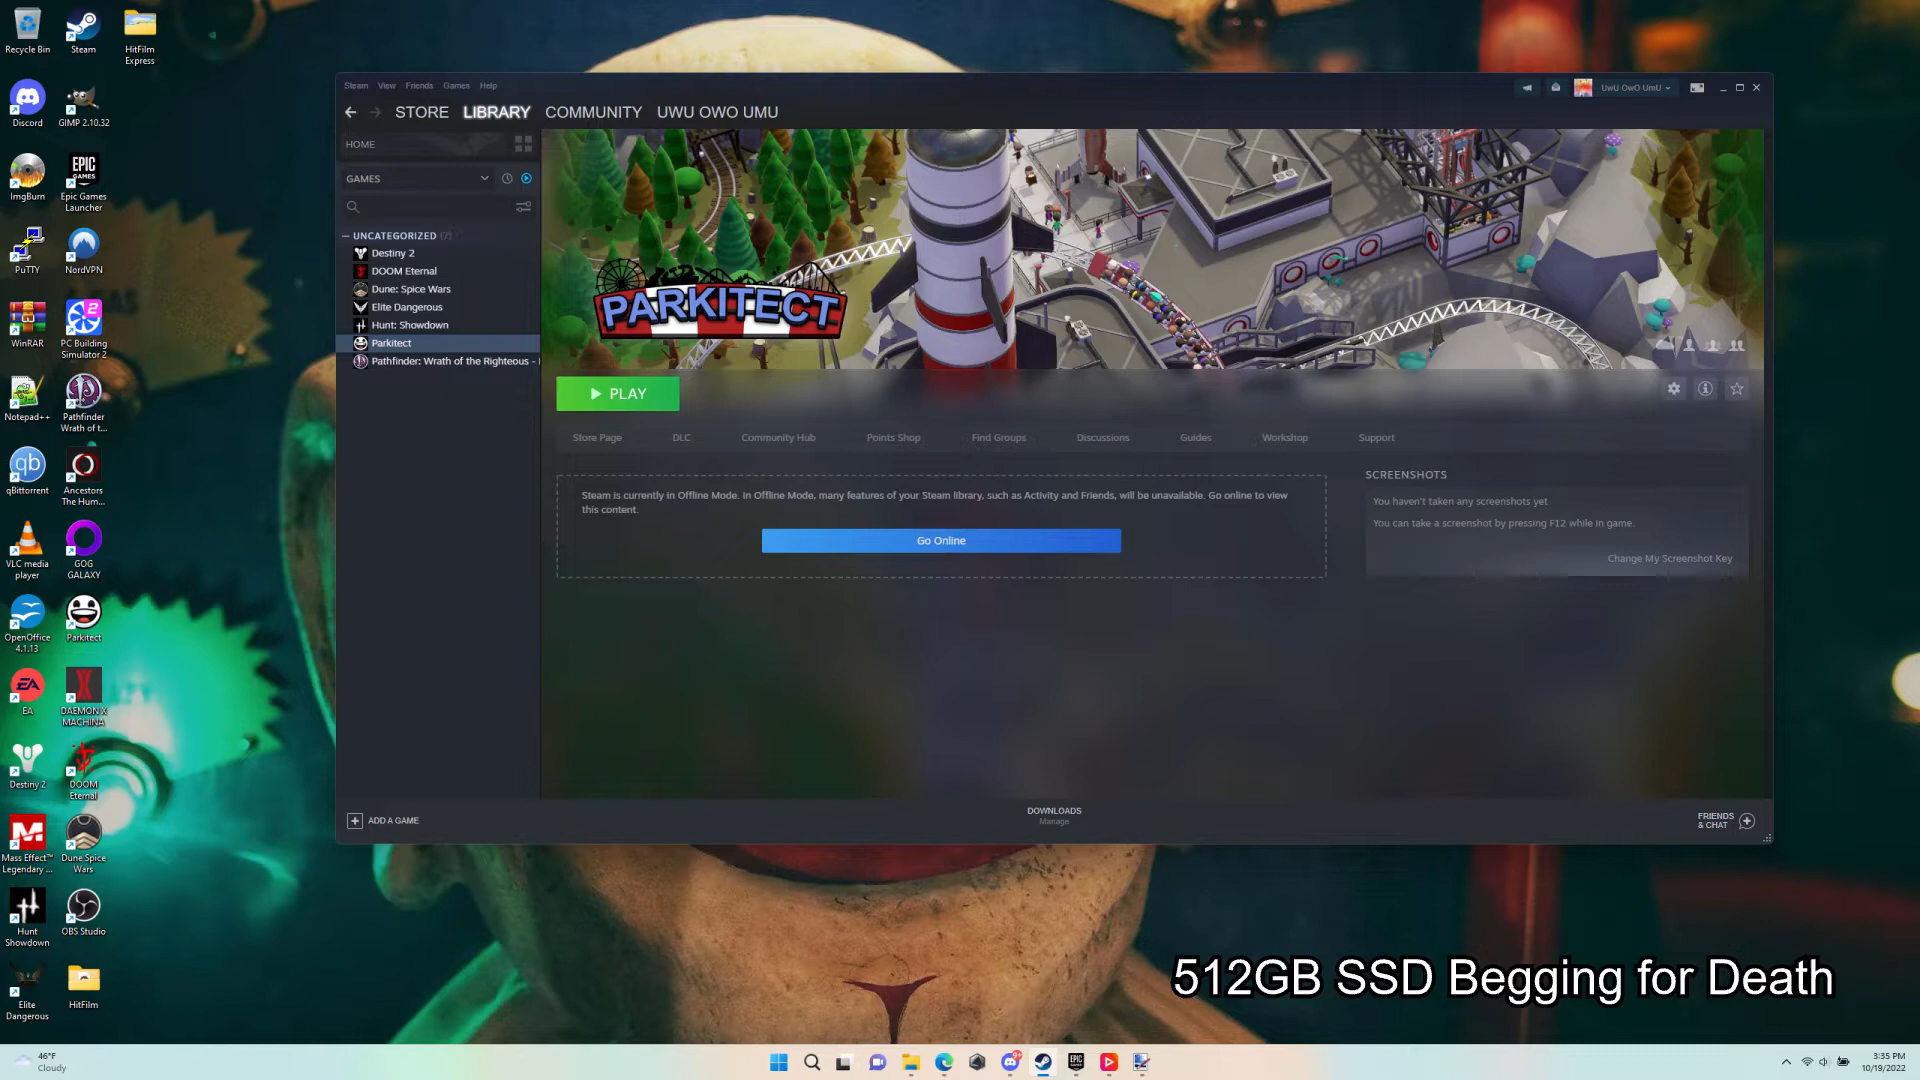 Recycle Bin
Steam
HitFilm
Express
Discord
GIMP 2.10.32
ImgBurn
EPIC
GAMES
Epic Games
Launcher
PuTTY
NordVPN
WinRAR
2
PC Building
Simulator 2
Notepad++
Pathfinder
Wrath of t...
qb
qBittorrent
Ancestors
The Hum...
VLC media
player
GOG
GALAXY
OpenOffice
4.1.13
Parkitect
EA
EA
DAEMON X
MACHINA
Destiny 2
DOOM
Eternal
M
Mass Effect™
Legendary ...
Dune Spice
Wars
Hunt
Showdown
OBS Studio
Elite
Dangerous
HitFilm
Steam View Friends Games Help
UwU OwO UmU
STORE LIBRARY COMMUNITY UWU OWO UMU
HOME
GAMES
UNCATEGORIZED (7)
Destiny 2
DOOM Eternal
Dune: Spice Wars
Elite Dangerous
Hunt: Showdown
Parkitect
Pathfinder: Wrath of the Righteous -
PARKITECT
PLAY
Store Page DLC Community Hub Points Shop Find Groups Discussions Guides Workshop Support
Steam is currently in Offline Mode. In Offline Mode, many features of your Steam library, such as Activity and Friends, will be unavailable. Go online to view
this content.
Go Online
SCREENSHOTS
You haven't taken any screenshots yet
You can take a screenshot by pressing F12 while in game.
Change My Screenshot Key
ADD A GAME
DOWNLOADS
Manage
FRIENDS
& CHAT
512GB SSD Begging for Death
46°F
Cloudy
9+
EPIC
3:35 PM
10/19/2022